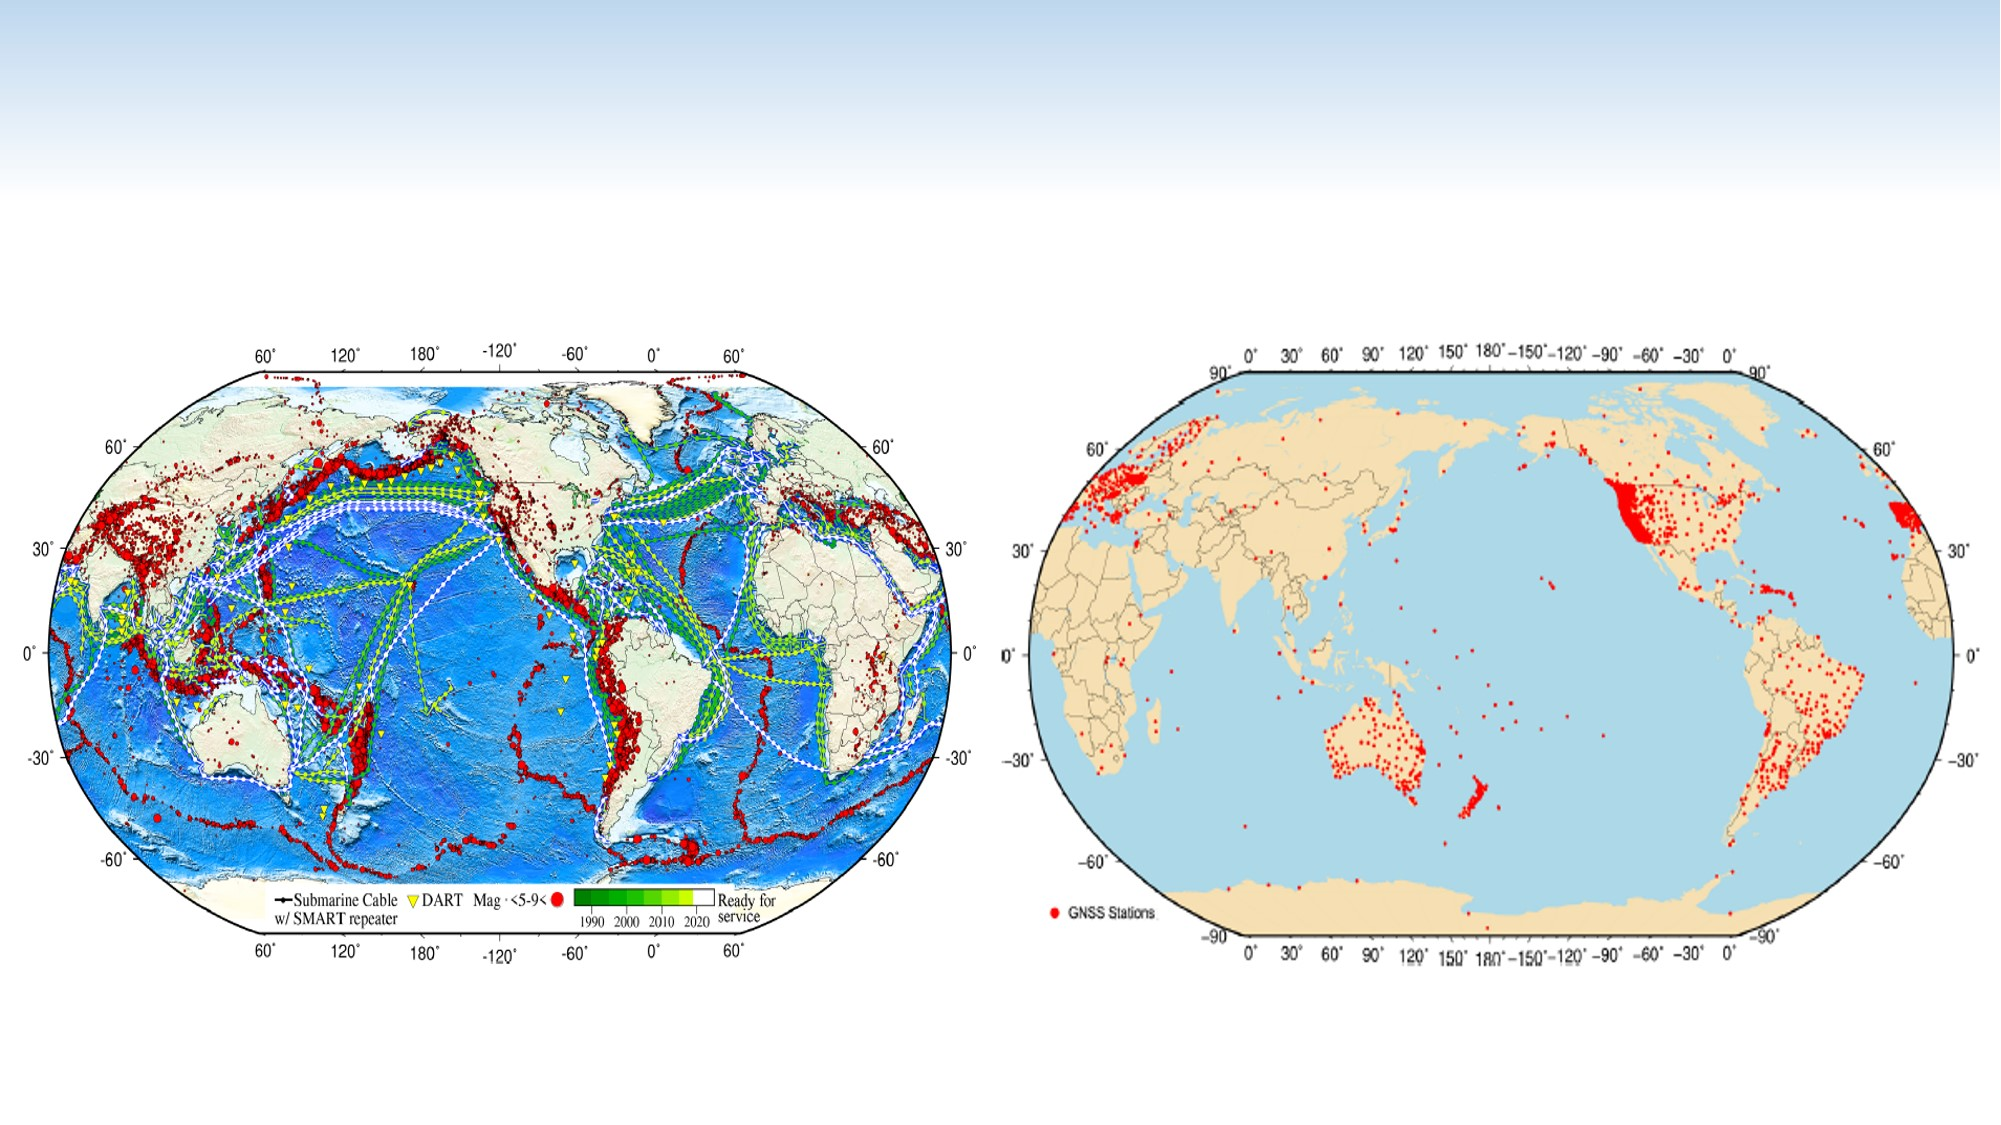 60° 120° 180° -120° -60° 0° 60°
60° 60°
30° 30°
0° 0°
-30° -30°
-60° -60°
Submarine Cable DART Mag · <5-9< Ready for
w/ SMART repeater 1990 2000 2010 2020 service
60° 120° 180° -120° -60° 0° 60°
0° 30° 60° 90° 120° 150° 180° -150° -120° -90° -60° -30° 0°
90° 90°
60° 60°
30° 30°
0° 0°
-30° -30°
-60° -60°
GNSS Stations
-90 -90°
0° 30° 60° 90° 120° 150° 180° -150° -120° -90° -60° -30° 0°